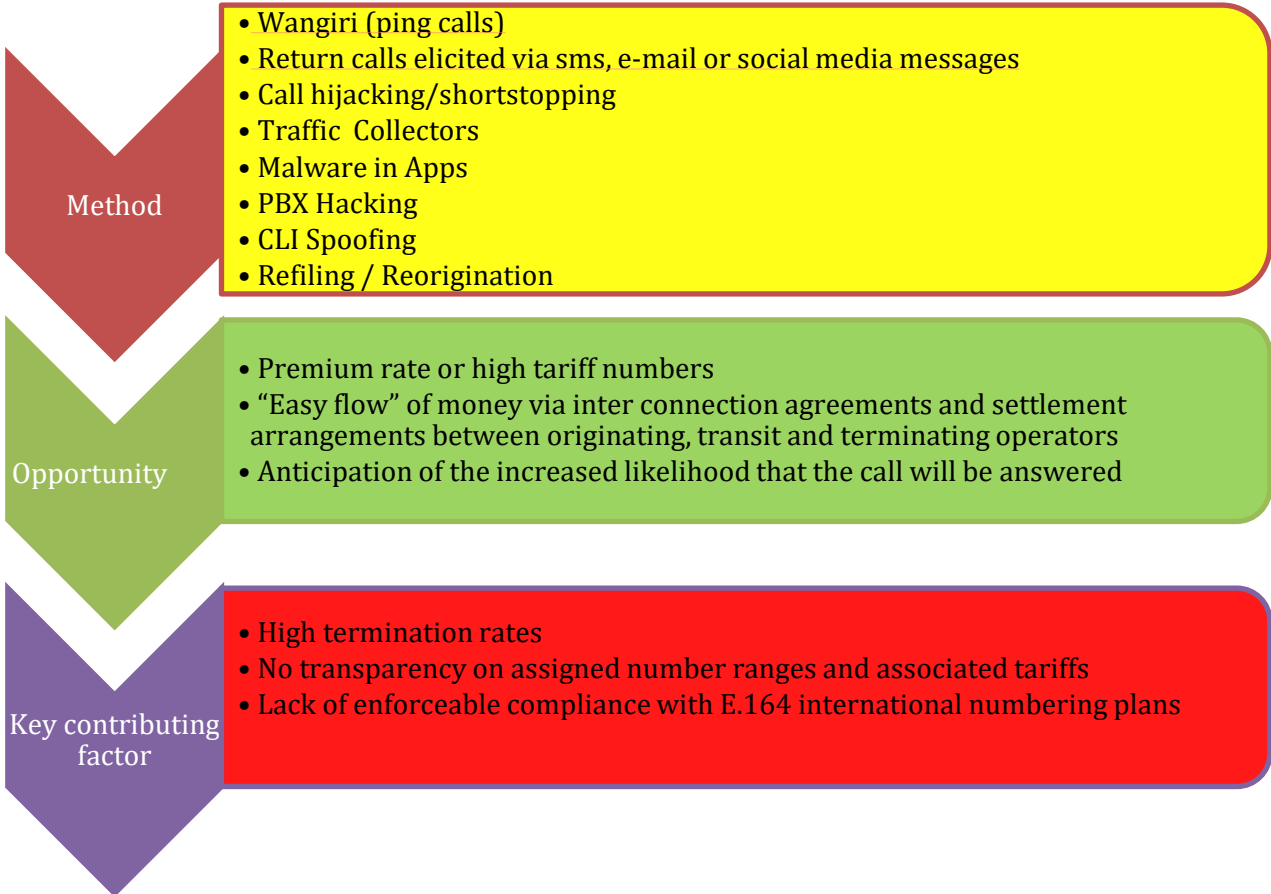 Method
• Wangiri (ping calls)
• Return calls elicited via sms, e-mail or social media messages
• Call hijacking/shortstopping
• Traffic  Collectors
• Malware in Apps
• PBX Hacking
• CLI Spoofing
• Refiling / Reorigination
Opportunity
• Premium rate or high tariff numbers
• “Easy flow” of money via inter connection agreements and settlement
arrangements between originating, transit and terminating operators
• Anticipation of the increased likelihood that the call will be answered
Key contributing
factor
• High termination rates
• No transparency on assigned number ranges and associated tariffs
• Lack of enforceable compliance with E.164 international numbering plans